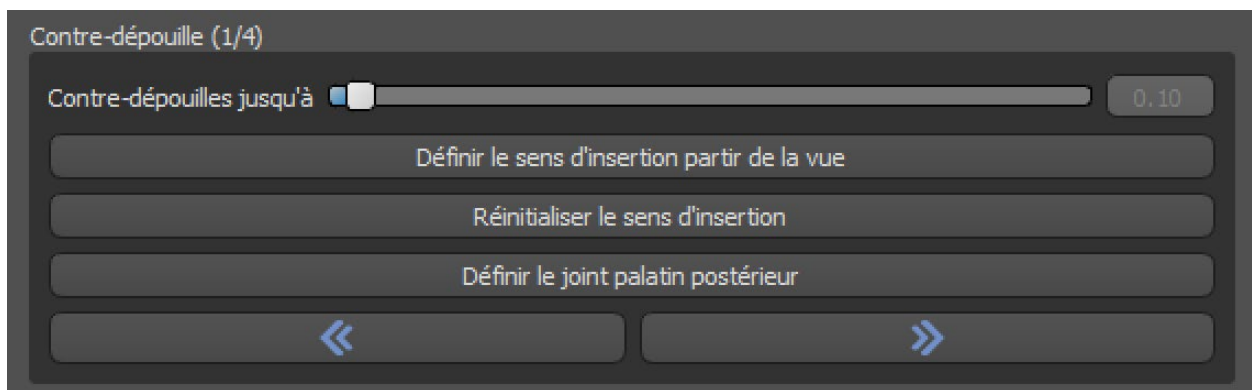 Contre-dépouille (1/4)
Contre-dépouilles jusqu'à 0.10
Définir le sens d'insertion partir de la vue
Réinitialiser le sens d'insertion
Définir le joint palatin postérieur